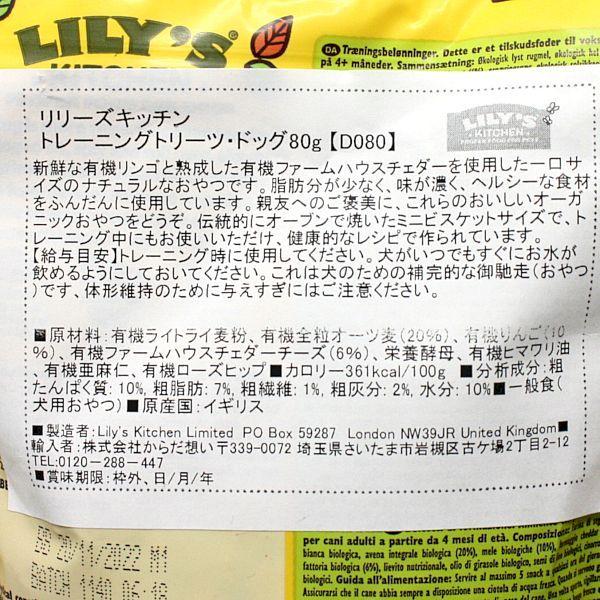 LILY'S
KITCHEN
DA Træningsbelønninger. Dette er et tilskudsfoder til voks
på 4+ måneder. Sammensætning: Økologisk lyst rugmel, økologisk hel
リリーズキッチン
トレーニングトリーツ・ドッグ80g【D080】
LILY'S
KITCHEN
PROPER FOOD FOR PETS
新鮮な有機リンゴと熟成した有機ファームハウスチェダーを使用した一口サ
イズのナチュラルなおやつです。脂肪分が少なく、味が濃く、ヘルシーな食材
をふんだんに使用しています。親友へのご褒美に、これらのおいしいオーガ
ニックおやつをどうぞ。伝統的にオーブンで焼いたミニビスケットサイズで、ト
レーニング中にもお使いいただけ、健康的なレシピで作られています。
【給与目安】トレーニング時に使用してください。犬がいつでもすぐにお水が
飲めるようにしておいてください。これは犬のための補完的な御馳走(おやつ
)です、体形維持のために与えすぎにはご注意ください。
■原材料:有機ライトライ麦粉、有機全粒オーツ麦(20%)、有機りんご(10
%)、有機ファームハウスチェダーチーズ(6%)、栄養酵母、有機ヒマワリ油
、有機亜麻仁、有機ローズヒップ■カロリー361kcal/100g ■分析成分:粗
たんぱく質: 10%, 粗脂肪: 7%, 粗繊維: 1%, 粗灰分: 2%, 水分: 10%■一般食(
犬用おやつ)■原産国:イギリス
■製造者:Lily's Kitchen Limited PO Box 59287 London NW39JR United Kingdom■
輸入者:株式会社からだ想い〒339-0072 埼玉県さいたま市岩槻区古ケ場2丁目2-12
TEL:0120-288-447
■賞味期限:枠外、日/月/年
BB 20/11/2022
per cani adulti a partire da 4 mesi di età. Composizione:
bianca biologica, avena integrale biologica (20%), mele biologiche (10%),
fattoria biologica (6%), lievito nutrizionale, olio di girasole biologico, semi di
biologica. Guida all'alimentazione: Servire al massimo 5 snack a
Assicurarsi che il cane abbia sempre a disposizione una ciotola di acqua fresca.